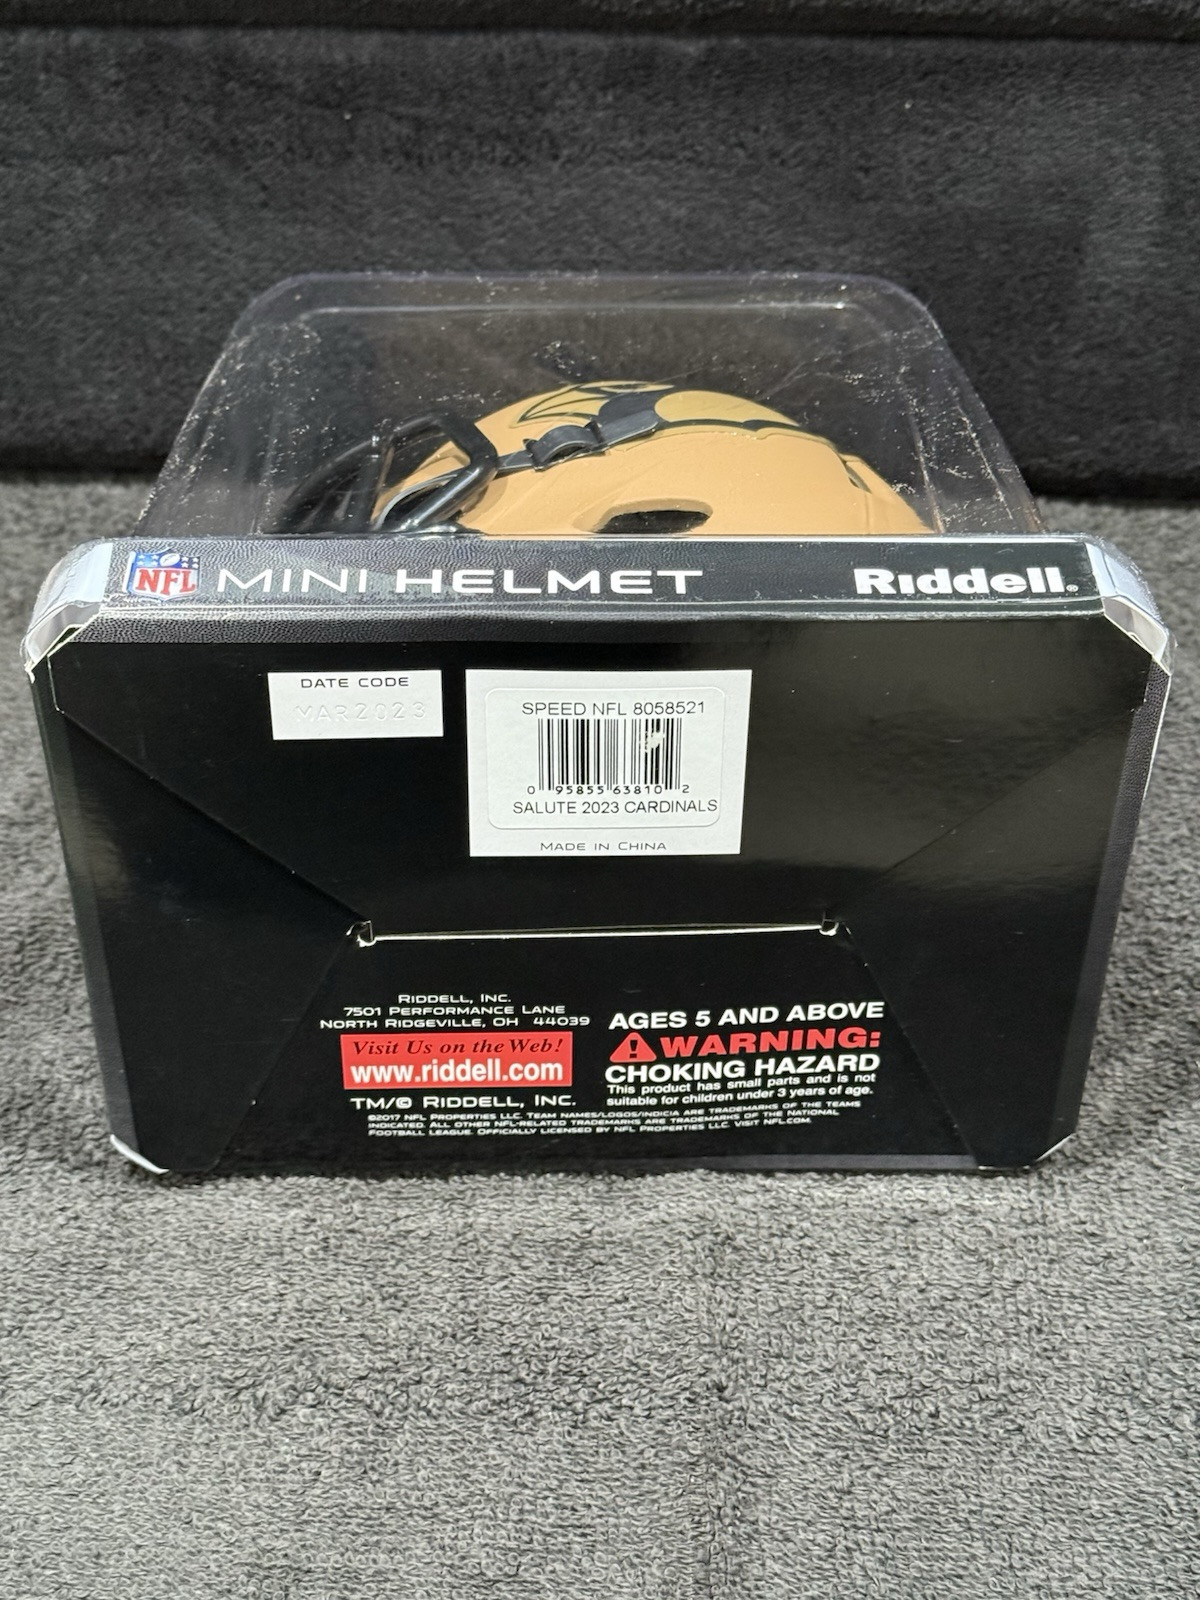 NFL MINI HELMET Riddell®
DATE CODE
MAR2023
SPEED NFL 8058521
0 95855 63810 2
SALUTE 2023 CARDINALS
MADE IN CHINA
RIDDELL, INC.
7501 PERFORMANCE LANE
NORTH RIDGEVILLE, OH 44039
Visit Us on the Web!
www.riddell.com
TM/© RIDDELL, INC.
AGES 5 AND ABOVE
WARNING:
CHOKING HAZARD
This product has small parts and is not
suitable for children under 3 years of age.
©2017 NFL PROPERTIES LLC. TEAM NAMES/LOGOS/INDICIA ARE TRADEMARKS OF THE TEAMS
INDICATED. ALL OTHER NFL-RELATED TRADEMARKS ARE TRADEMARKS OF THE NATIONAL
FOOTBALL LEAGUE. OFFICIALLY LICENSED BY NFL PROPERTIES LLC. VISIT NFL.COM.